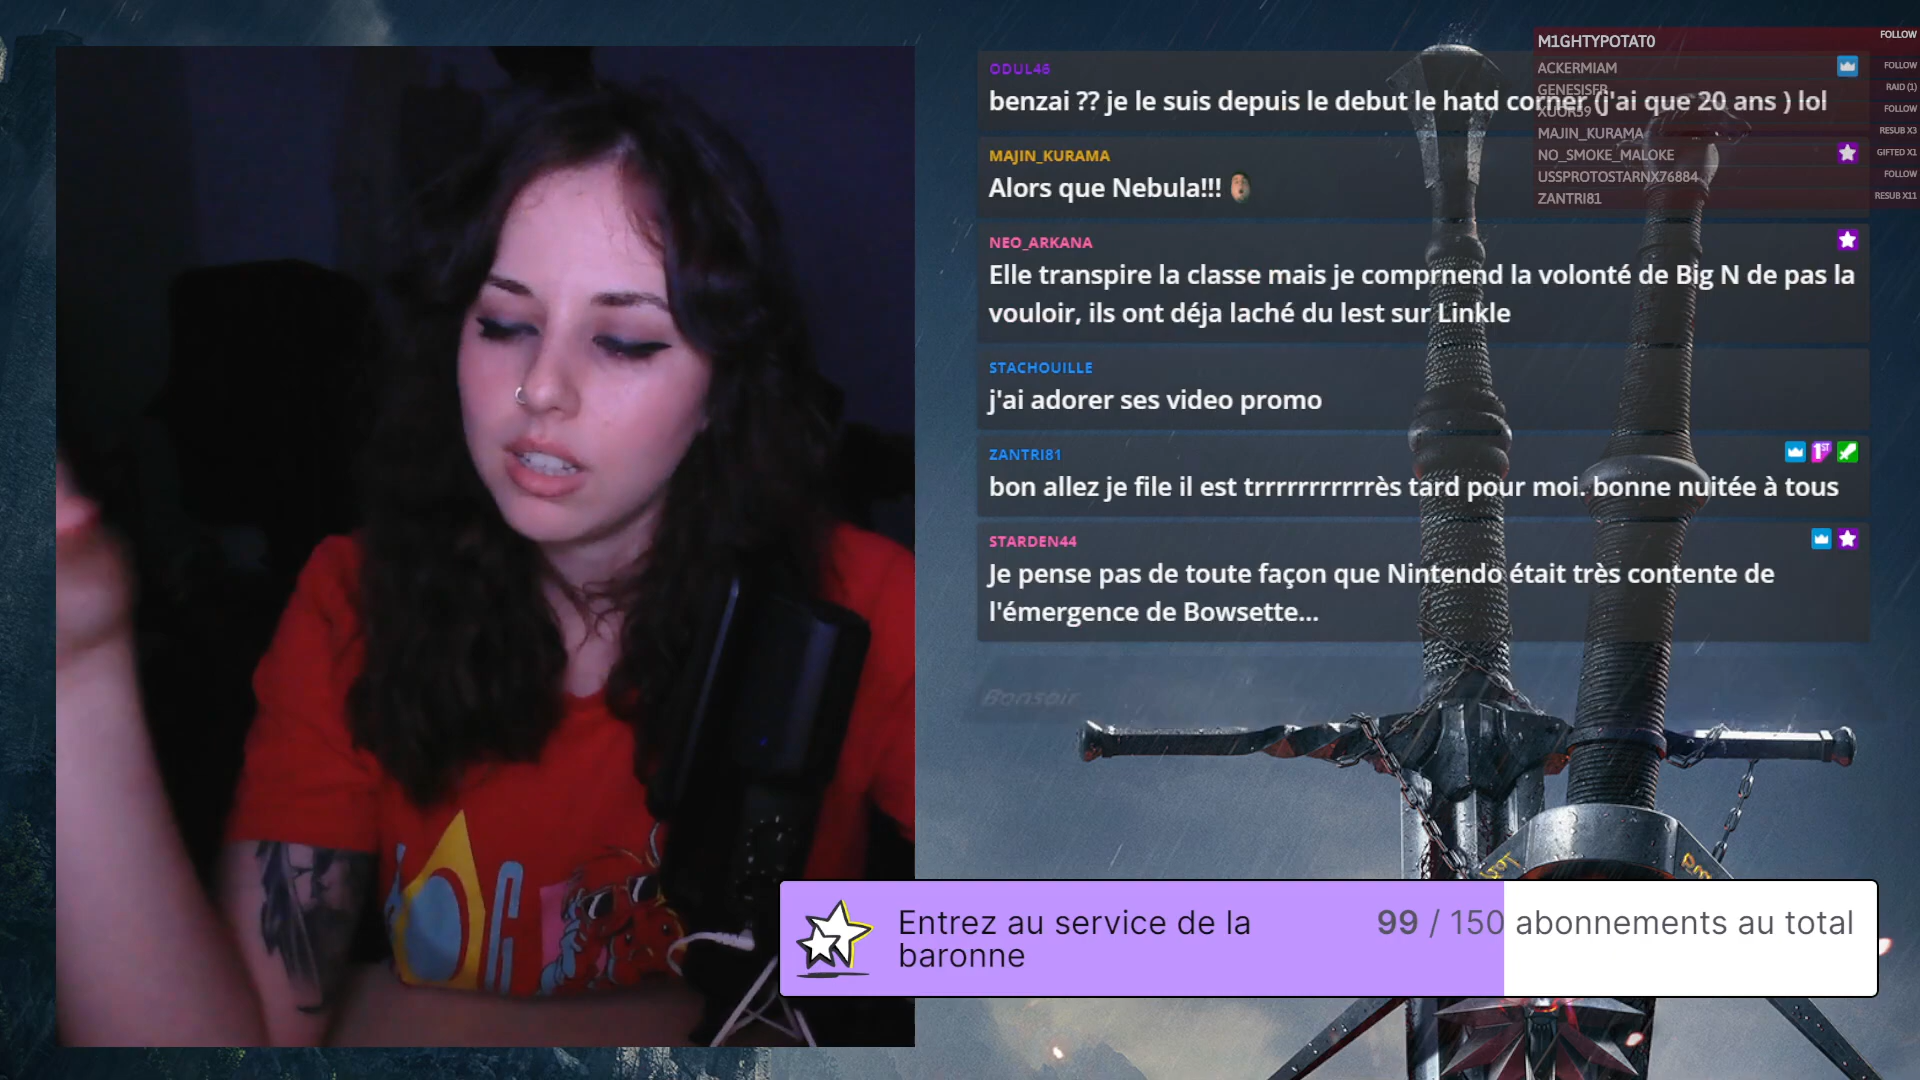 M1GHTYPOTAT0 FOLLOW
ACKERMIAM FOLLOW
GENESISFR RAID (1)
XUOR59 FOLLOW
MAJIN_KURAMA RESUB X3
NO_SMOKE_MALOKE GIFTED X1
USSPROTOSTARNX76884 FOLLOW
ZANTRI81 RESUB X11
ODUL46
benzai ?? je le suis depuis le debut le hatd corner (j'ai que 20 ans ) lol
MAJIN_KURAMA
Alors que Nebula!!!
NEO_ARKANA
Elle transpire la classe mais je comprnend la volonté de Big N de pas la
vouloir, ils ont déja laché du lest sur Linkle
STACHOUILLE
j'ai adorer ses video promo
ZANTRI81
1ST
bon allez je file il est trrrrrrrrrrrès tard pour moi. bonne nuitée à tous
STARDEN44
Je pense pas de toute façon que Nintendo était très contente de
l'émergence de Bowsette...
Bonsoir
Entrez au service de la
baronne
99 / 150 abonnements au total